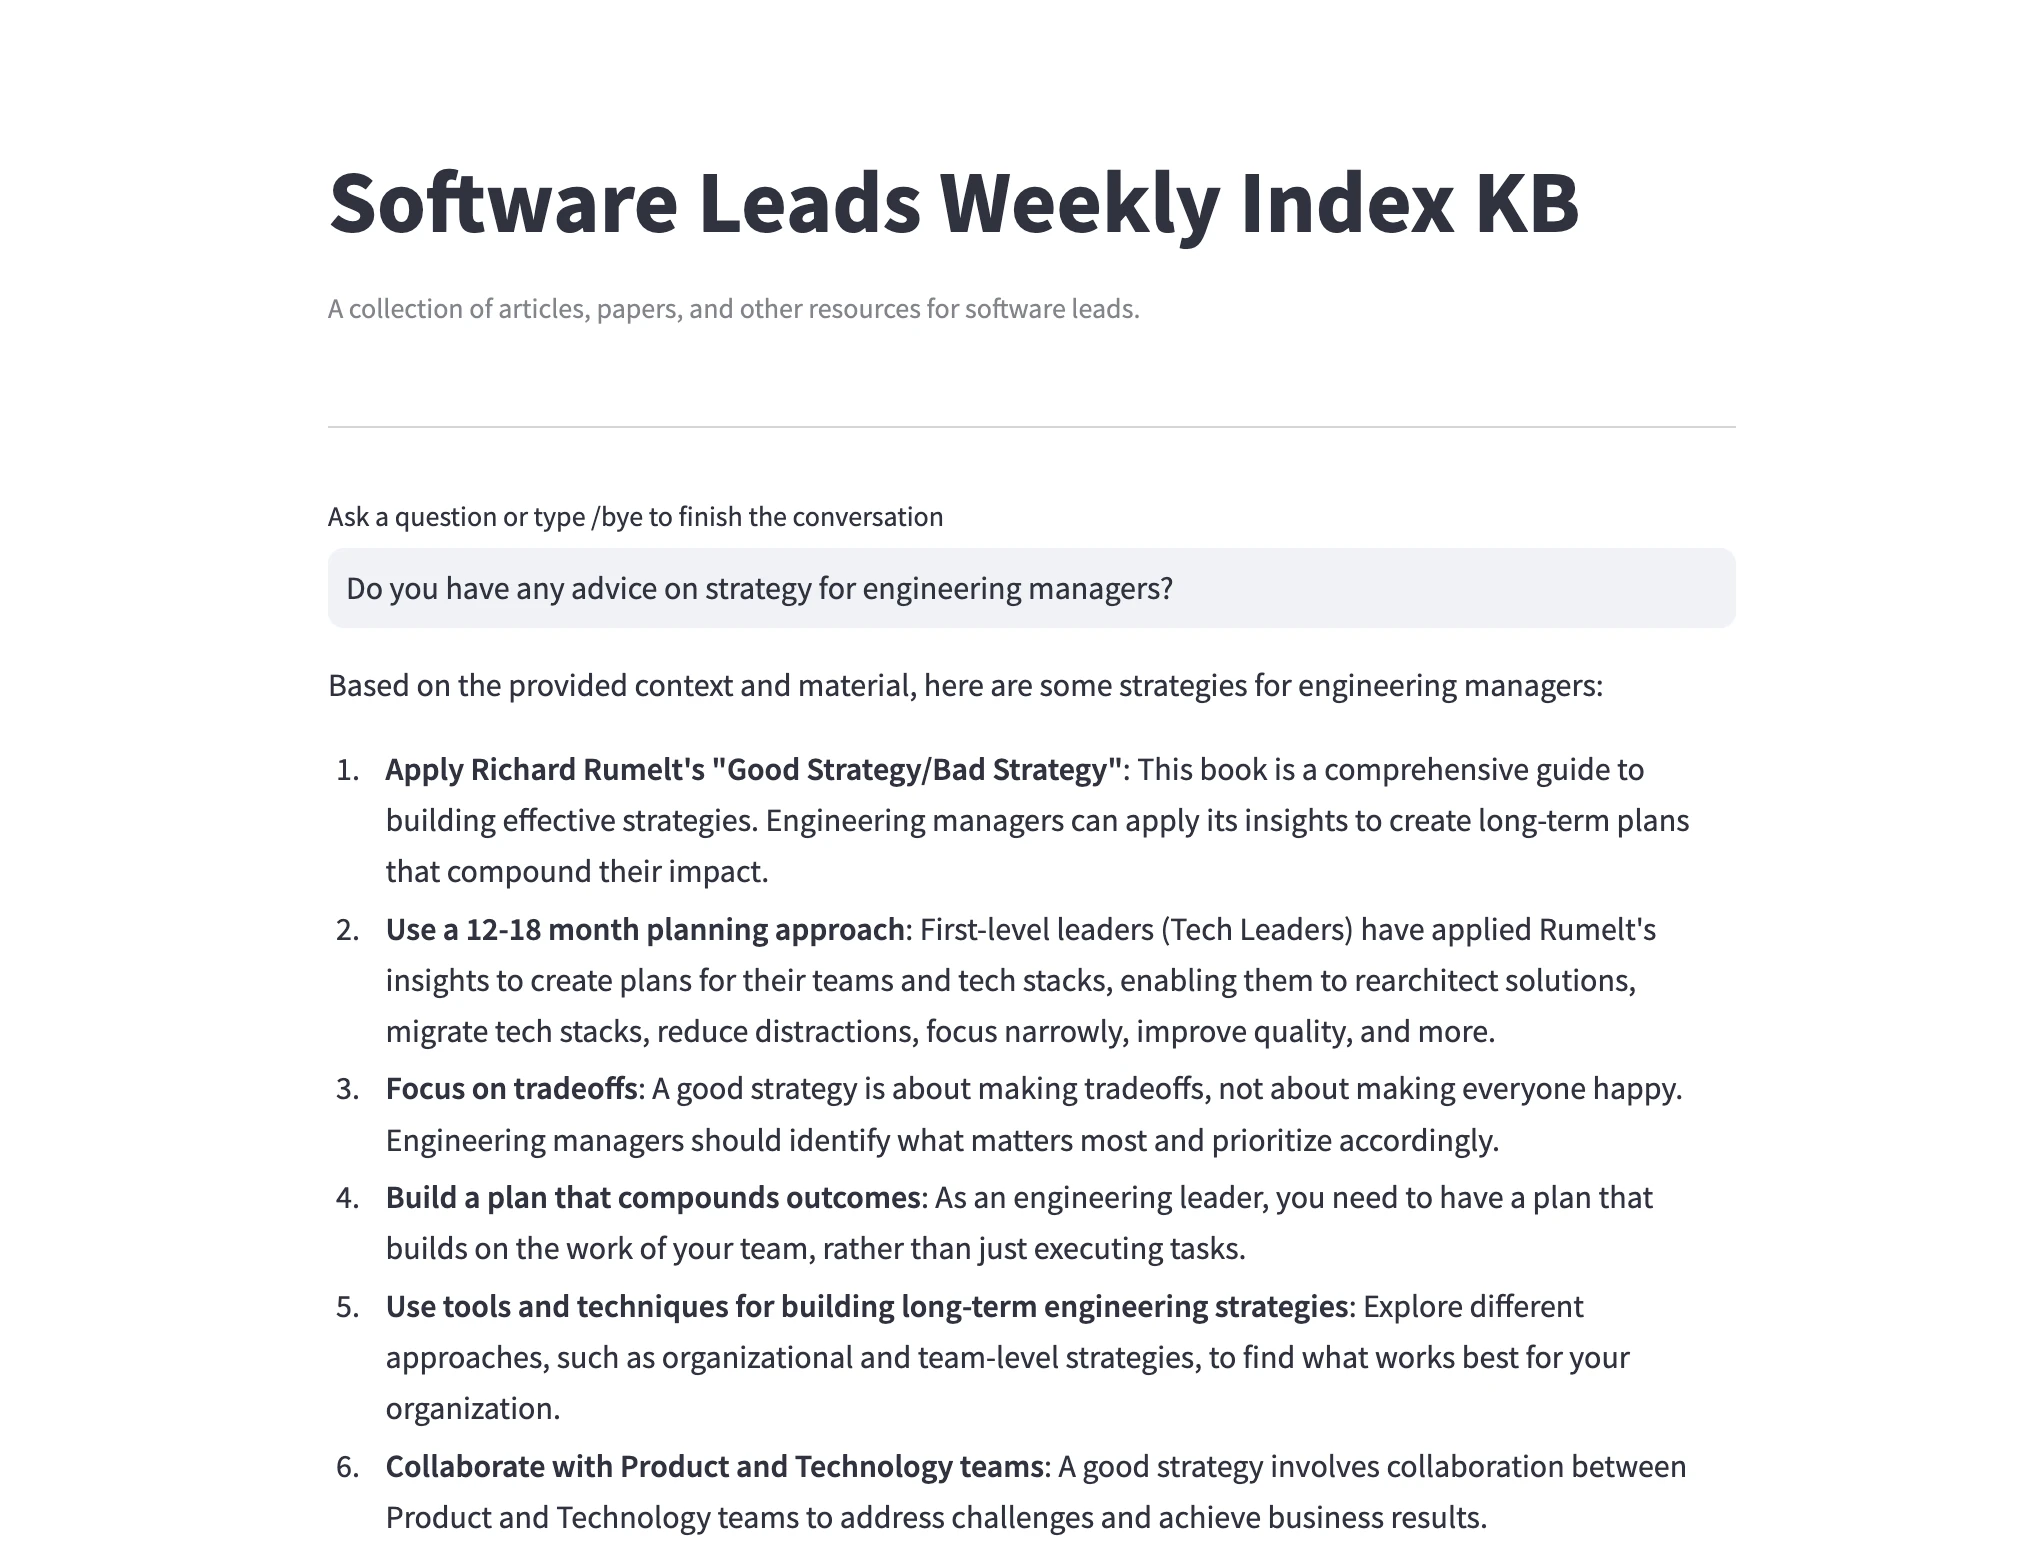 Software Leads Weekly Index KB
A collection of articles, papers, and other resources for software leads.
Ask a question or type /bye to finish the conversation
Do you have any advice on strategy for engineering managers?
Based on the provided context and material, here are some strategies for engineering managers:
1. Apply Richard Rumelt's "Good Strategy/Bad Strategy": This book is a comprehensive guide to
building effective strategies. Engineering managers can apply its insights to create long-term plans
that compound their impact.
2. Use a 12-18 month planning approach: First-level leaders (Tech Leaders) have applied Rumelt's
insights to create plans for their teams and tech stacks, enabling them to rearchitect solutions,
migrate tech stacks, reduce distractions, focus narrowly, improve quality, and more.
3. Focus on tradeoffs: A good strategy is about making tradeoffs, not about making everyone happy.
Engineering managers should identify what matters most and prioritize accordingly.
4. Build a plan that compounds outcomes: As an engineering leader, you need to have a plan that
builds on the work of your team, rather than just executing tasks.
5. Use tools and techniques for building long-term engineering strategies: Explore different
approaches, such as organizational and team-level strategies, to find what works best for your
organization.
6. Collaborate with Product and Technology teams: A good strategy involves collaboration between
Product and Technology teams to address challenges and achieve business results.